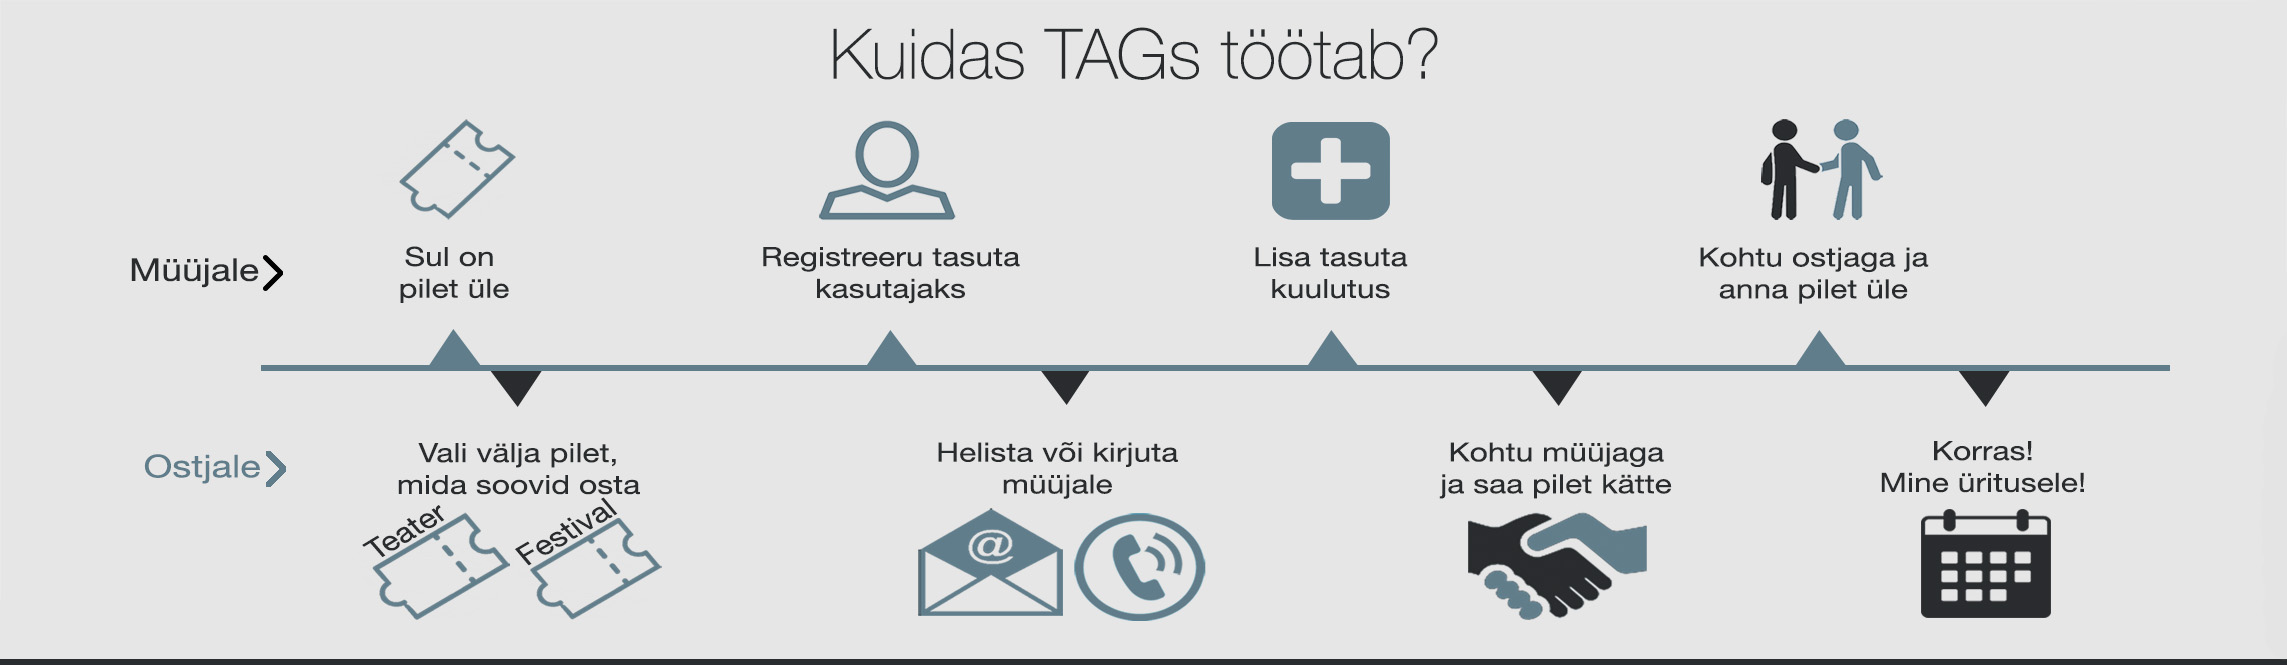 Kuidas TAGs töötab?
Müüjale
Sul on
pilet üle
Registreeru tasuta
kasutajaks
Lisa tasuta
kuulutus
Kohtu ostjaga ja
anna pilet üle
Ostjale
Vali välja pilet,
mida soovid osta
Teater
Festival
Helista või kirjuta
müüjale
@
Kohtu müüjaga
ja saa pilet kätte
Korras!
Mine üritusele!